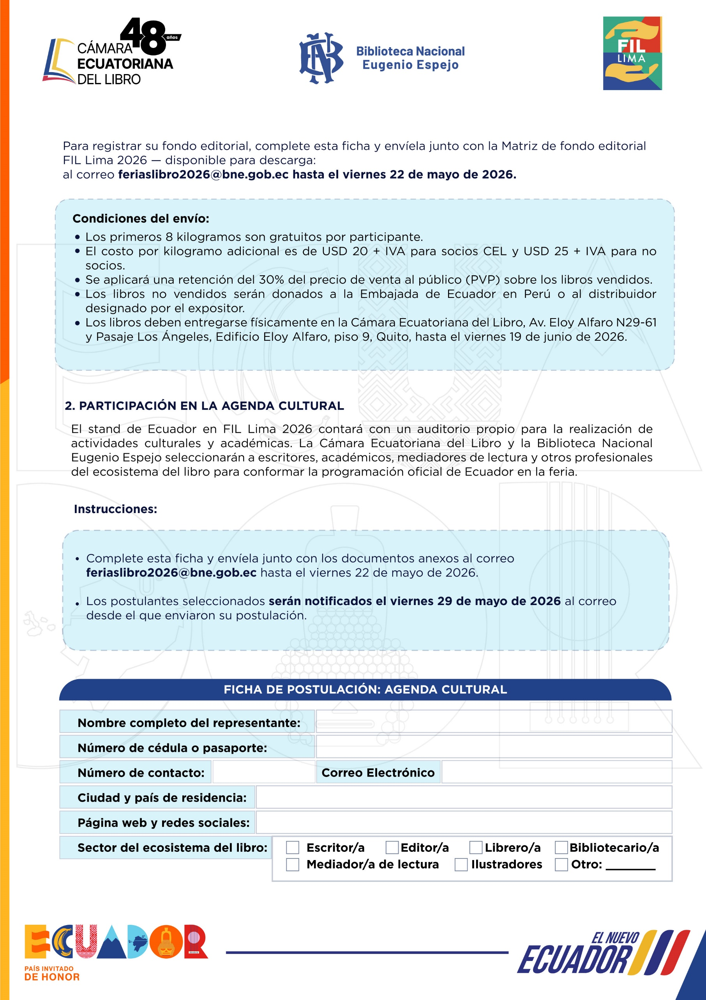 48 años
CÁMARA
ECUATORIANA
DEL LIBRO
Biblioteca Nacional
Eugenio Espejo
FIL
LIMA
Para registrar su fondo editorial, complete esta ficha y envíela junto con la Matriz de fondo editorial
FIL Lima 2026 — disponible para descarga:
al correo feriaslibro2026@bne.gob.ec hasta el viernes 22 de mayo de 2026.
Condiciones del envío:
• Los primeros 8 kilogramos son gratuitos por participante.
• El costo por kilogramo adicional es de USD 20 + IVA para socios CEL y USD 25 + IVA para no
socios.
• Se aplicará una retención del 30% del precio de venta al público (PVP) sobre los libros vendidos.
• Los libros no vendidos serán donados a la Embajada de Ecuador en Perú o al distribuidor
designado por el expositor.
• Los libros deben entregarse físicamente en la Cámara Ecuatoriana del Libro, Av. Eloy Alfaro N29-61
y Pasaje Los Ángeles, Edificio Eloy Alfaro, piso 9, Quito, hasta el viernes 19 de junio de 2026.
2. PARTICIPACIÓN EN LA AGENDA CULTURAL
El stand de Ecuador en FIL Lima 2026 contará con un auditorio propio para la realización de
actividades culturales y académicas. La Cámara Ecuatoriana del Libro y la Biblioteca Nacional
Eugenio Espejo seleccionarán a escritores, académicos, mediadores de lectura y otros profesionales
del ecosistema del libro para conformar la programación oficial de Ecuador en la feria.
Instrucciones:
• Complete esta ficha y envíela junto con los documentos anexos al correo
feriaslibro2026@bne.gob.ec hasta el viernes 22 de mayo de 2026.
• Los postulantes seleccionados serán notificados el viernes 29 de mayo de 2026 al correo
desde el que enviaron su postulación.
FICHA DE POSTULACIÓN: AGENDA CULTURAL
Nombre completo del representante:
Número de cédula o pasaporte:
Número de contacto: Correo Electrónico
Ciudad y país de residencia:
Página web y redes sociales:
Sector del ecosistema del libro: Escritor/a Editor/a Librero/a Bibliotecario/a
Mediador/a de lectura Ilustradores Otro: ________
ECUADOR
PAÍS INVITADO
DE HONOR
EL NUEVO
ECUADOR